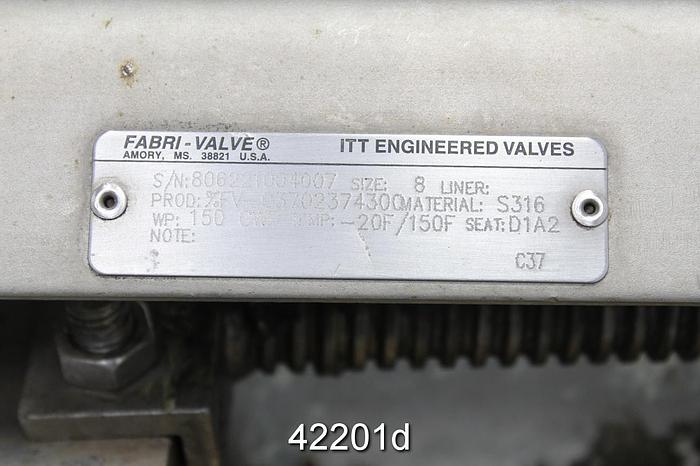 FABRI-VALVE® ITT ENGINEERED VALVES
AMORY, MS. 38821 U.S.A.
S/N: SIZE: 8 LINER:
PROD: MATERIAL: S316
WP: 150 -20F/150F SEAT: D1A2
NOTE:
C37
42201d